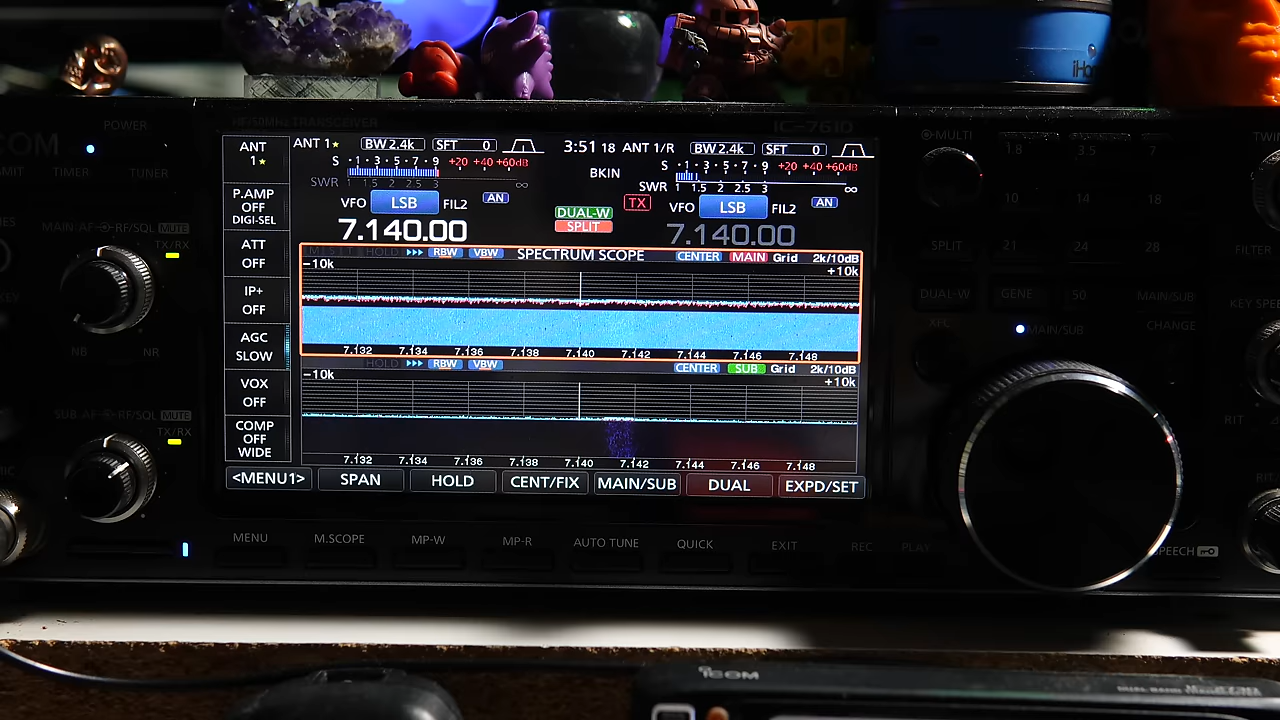 iHom
HF/50MHz TRANSCEIVER
IC-7610
COM
POWER
TIMER TUNER
MAIN AF RF/SQL MUTE
TX/RX
NB NR
SUB AF RF/SQL MUTE
TX/RX
ANT
1★
P.AMP
OFF
DIGI-SEL
ATT
OFF
IP+
OFF
AGC
SLOW
VOX
OFF
COMP
OFF
WIDE
ANT 1★ BW 2.4k SFT 0
3:51 18 ANT 1/R BW 2.4k SFT 0
S 1 3 5 7 9 +20 +40 +60dB
SWR 1 1.5 2 2.5 3 ∞
BKIN
S 1 3 5 7 9 +20 +40 +60dB
SWR 1 1.5 2 2.5 3 ∞
VFO LSB FIL2 AN
TX
VFO LSB FIL2 AN
DUAL-W
SPLIT
7.140.00
7.140.00
HOLD RBW VBW SPECTRUM SCOPE CENTER MAIN Grid 2k/10dB
−10k +10k
7.132 7.134 7.136 7.138 7.140 7.142 7.144 7.146 7.148
HOLD RBW VBW CENTER SUB Grid 2k/10dB
−10k +10k
7.132 7.134 7.136 7.138 7.140 7.142 7.144 7.146 7.148
<MENU1> SPAN HOLD CENT/FIX MAIN/SUB DUAL EXPD/SET
MENU M.SCOPE MP-W MP-R AUTO TUNE QUICK EXIT REC PLAY
MULTI
1.8 3.5 7
10 14 18
SPLIT 21 24 28
DUAL-W GENE 50 MAIN/SUB
XFC MAIN/SUB CHANGE
FILTER
KEY SPEE
RIT
SPEECH
ICOM